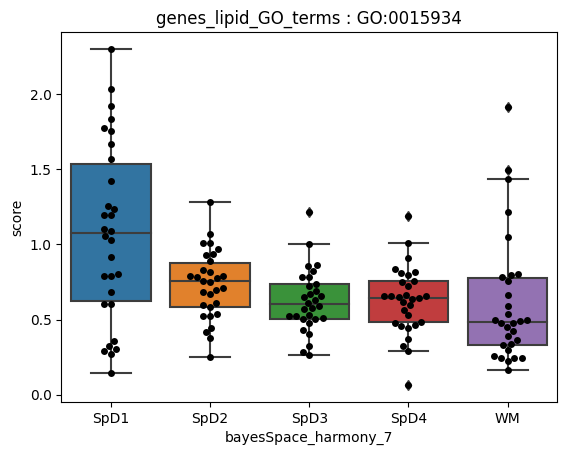 genes_lipid_GO_terms : GO:0015934
score
2.0
1.5
1.0
0.5
0.0
SpD1 SpD2 SpD3 SpD4 WM
bayesSpace_harmony_7